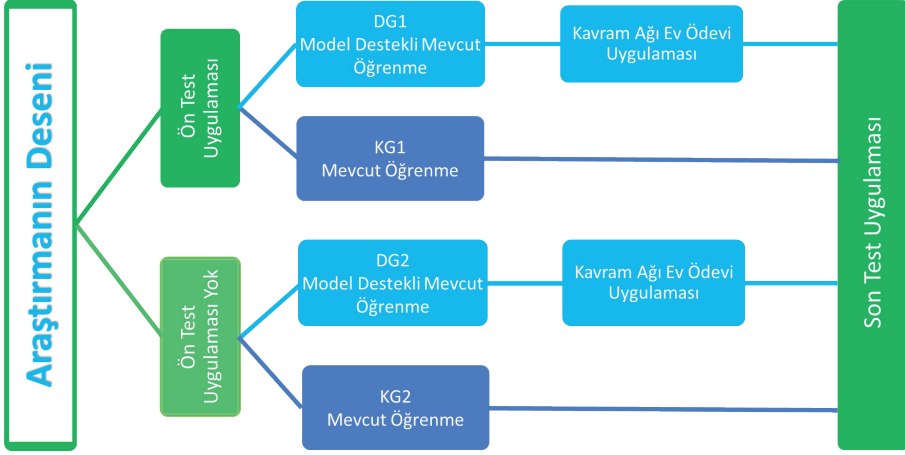 Araştırmanın Deseni
Ön Test
Uygulaması
DG1
Model Destekli Mevcut
Öğrenme
Kavram Ağı Ev Ödevi
Uygulaması
KG1
Mevcut Öğrenme
Ön Test
Uygulaması Yok
DG2
Model Destekli Mevcut
Öğrenme
Kavram Ağı Ev Ödevi
Uygulaması
KG2
Mevcut Öğrenme
Son Test Uygulaması